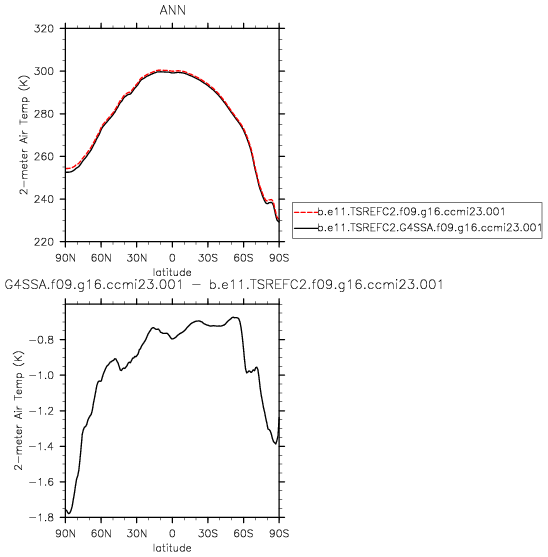 ANN
320
300
280
260
240
220
2-meter Air Temp (K)
90N 60N 30N 0 30S 60S 90S
latitude
b.e11.TSREFC2.f09.g16.ccmi23.001
b.e11.TSREFC2.G4SSA.f09.g16.ccmi23.001
G4SSA.f09.g16.ccmi23.001 - b.e11.TSREFC2.f09.g16.ccmi23.001
-0.8
-1.0
-1.2
-1.4
-1.6
-1.8
2-meter Air Temp (K)
90N 60N 30N 0 30S 60S 90S
latitude